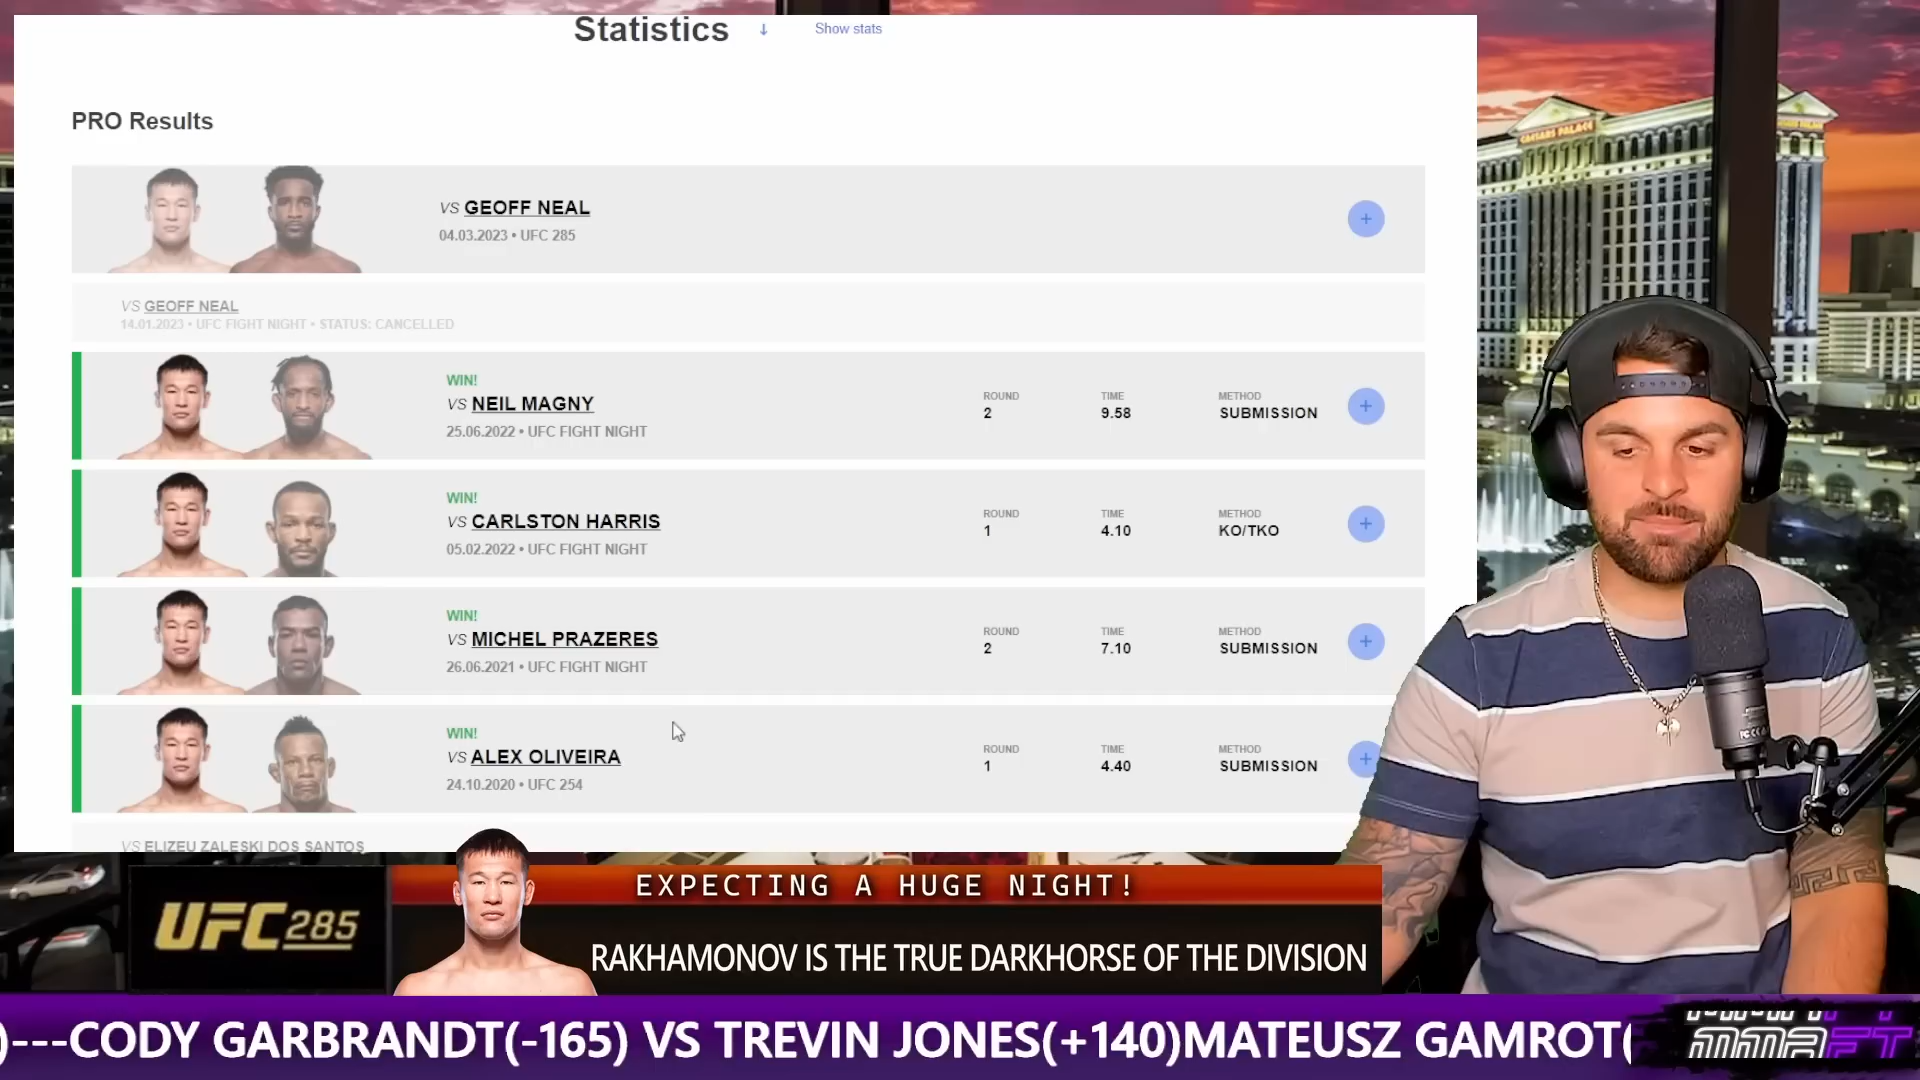 Statistics ↓ Show stats
PRO Results
VS GEOFF NEAL
04.03.2023 • UFC 285
+
VS GEOFF NEAL
14.01.2023 • UFC FIGHT NIGHT • STATUS: CANCELLED
WIN!
VS NEIL MAGNY
25.06.2022 • UFC FIGHT NIGHT
ROUND TIME METHOD
2 9.58 SUBMISSION
+
WIN!
VS CARLSTON HARRIS
05.02.2022 • UFC FIGHT NIGHT
ROUND TIME METHOD
1 4.10 KO/TKO
+
WIN!
VS MICHEL PRAZERES
26.06.2021 • UFC FIGHT NIGHT
ROUND TIME METHOD
2 7.10 SUBMISSION
+
WIN!
VS ALEX OLIVEIRA
24.10.2020 • UFC 254
ROUND TIME METHOD
1 4.40 SUBMISSION
+
VS ELIZEU ZALESKI DOS SANTOS
CAESARS PALACE
UFC 285
EXPECTING A HUGE NIGHT!
RAKHAMONOV IS THE TRUE DARKHORSE OF THE DIVISION
)---CODY GARBRANDT(-165) VS TREVIN JONES(+140)MATEUSZ GAMROT(
MMAFT